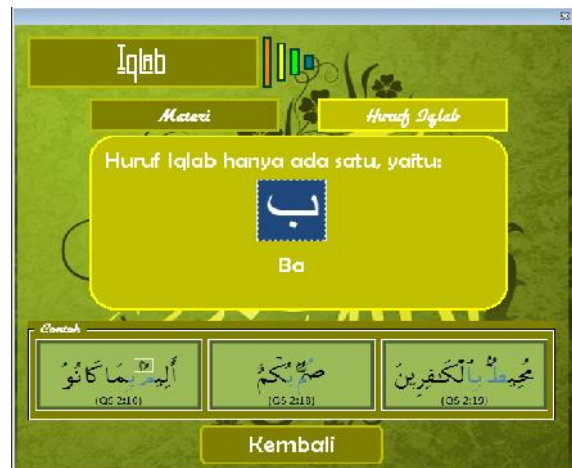 Iqlab
Materi
Huruf Iqlab
Huruf Iqlab hanya ada satu, yaitu:
ب
Ba
Contoh
أَلِيمٌۢ بِمَا كَانُوا۟
صُمٌّۢ بُكْمٌ
مُحِيطٌۢ بِٱلْكَـٰفِرِينَ
(QS 2:10)
(QS 2:18)
(QS 2:19)
Kembali